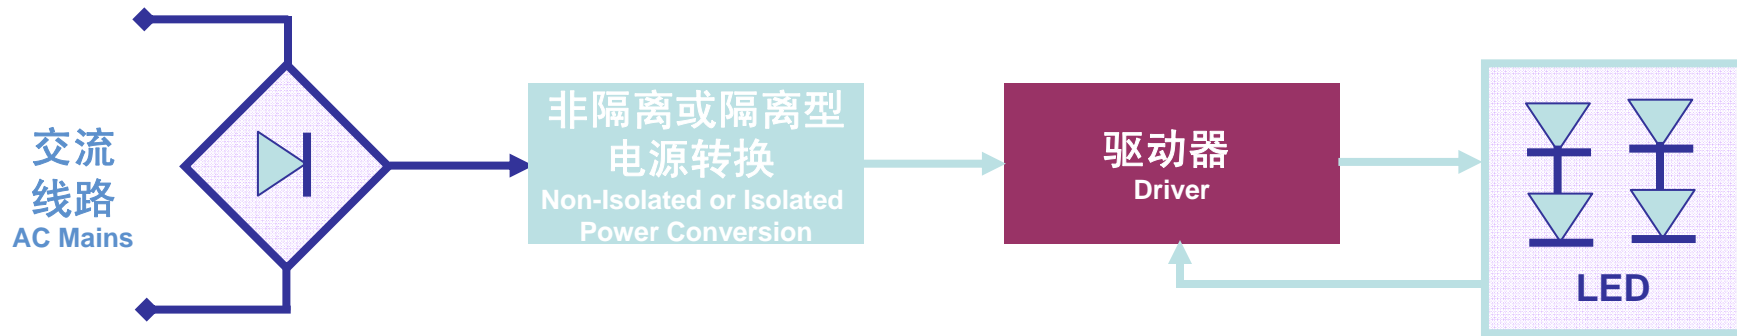 交流
线路
AC Mains
非隔离或隔离型
电源转换
Non-Isolated or Isolated
Power Conversion
驱动器
Driver
LED